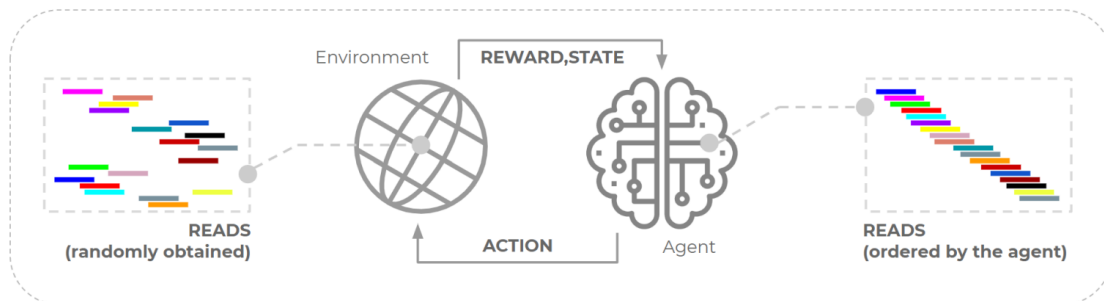 Environment
REWARD,STATE
READS
(randomly obtained)
ACTION
Agent
READS
(ordered by the agent)